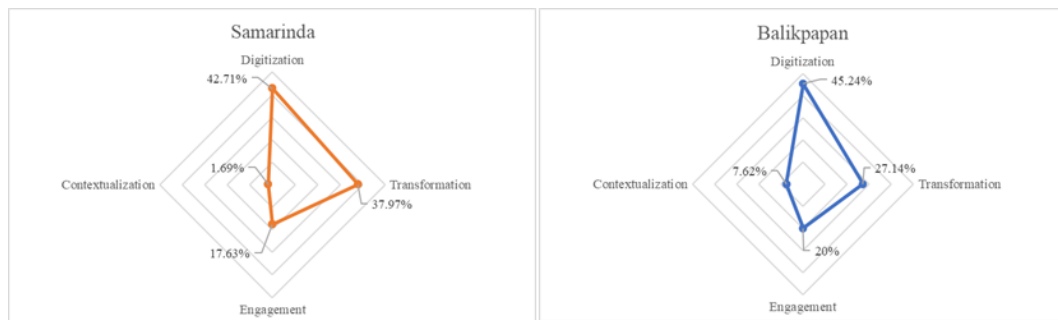 Samarinda
Digitization
42.71%
1.69%
Contextualization
Transformation
37.97%
17.63%
Engagement
Balikpapan
Digitization
45.24%
7.62%
27.14%
Contextualization
Transformation
20%
Engagement